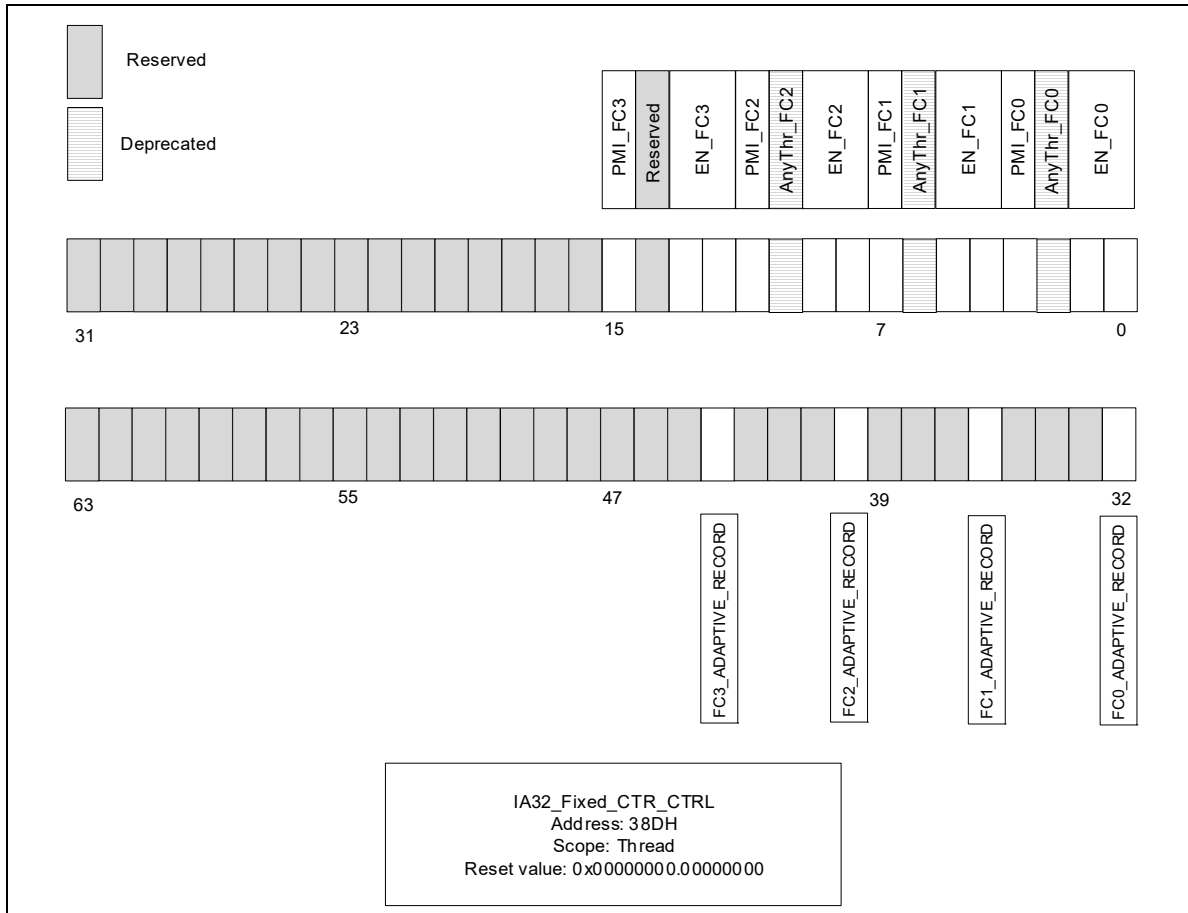 Reserved
Deprecated
PMI_FC3
Reserved
EN_FC3
PMI_FC2
AnyThr_FC2
EN_FC2
PMI_FC1
AnyThr_FC1
EN_FC1
PMI_FC0
AnyThr_FC0
EN_FC0
31 23 15 7 0
63 55 47 39 32
FC3_ADAPTIVE_RECORD
FC2_ADAPTIVE_RECORD
FC1_ADAPTIVE_RECORD
FC0_ADAPTIVE_RECORD
IA32_Fixed_CTR_CTRL
Address: 38DH
Scope: Thread
Reset value: 0x00000000.00000000